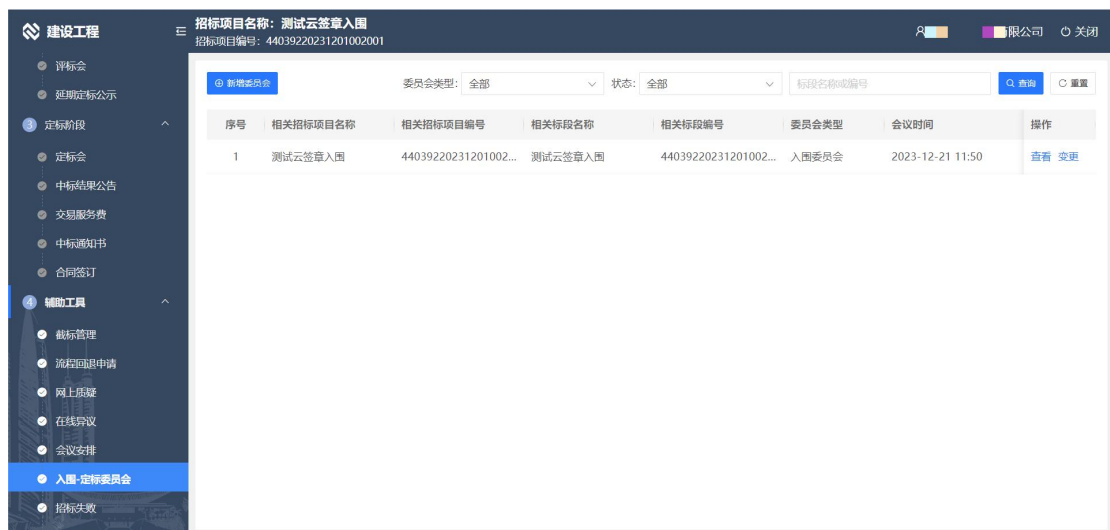 建设工程
招标项目名称：测试云签章入围
招标项目编号：44039220231201002001
限公司
关闭
评标会
延期定标公示
3 定标阶段
定标会
中标结果公告
交易服务费
中标通知书
合同签订
4 辅助工具
截标管理
流程回退申请
网上质疑
在线异议
会议安排
入围-定标委员会
招标失败
新增委员会 委员会类型: 全部 状态: 全部 标段名称或编号 查询 重置
序号 相关招标项目名称 相关招标项目编号 相关标段名称 相关标段编号 委员会类型 会议时间 操作
1 测试云签章入围 44039220231201002... 测试云签章入围 44039220231201002... 入围委员会 2023-12-21 11:50 查看 变更